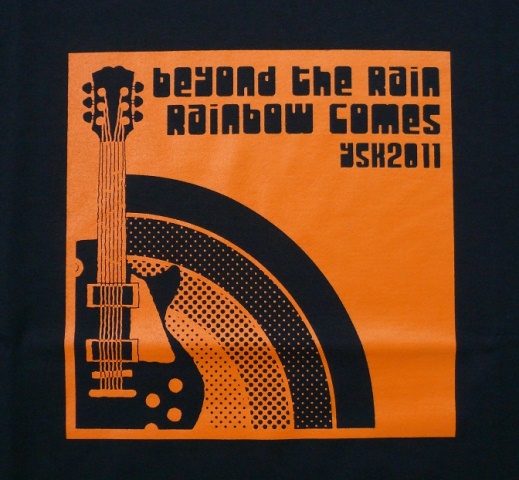 beyond the Rain
Rainbow Comes
YSK2011